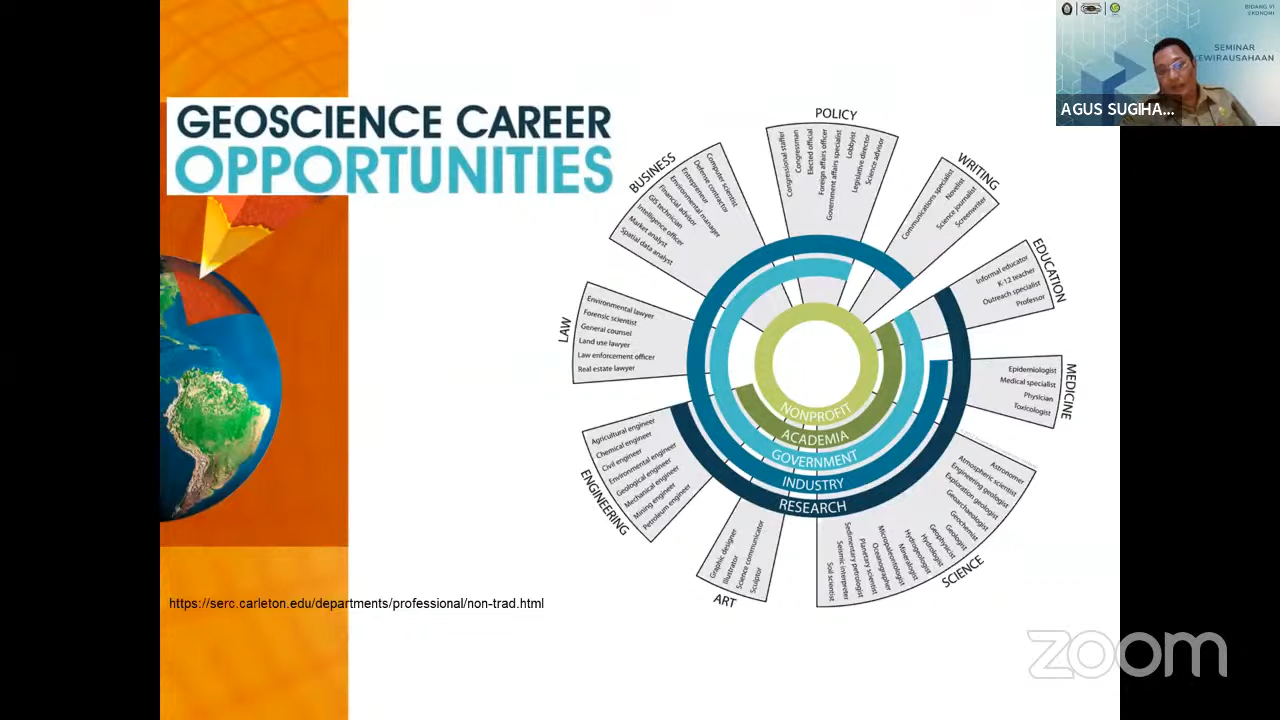 GEOSCIENCE CAREER
OPPORTUNITIES
BIDANG VI
EKONOMI
SEMINAR
KEWIRAUSAHAAN
AGUS SUGIHA...
POLICY
Congressional staffer
Congressman
Elected official
Foreign affairs officer
Government affairs specialist
Lobbyist
Legislative director
Science advisor
WRITING
Communications specialist
Novelist
Science journalist
Screenwriter
EDUCATION
Informal educator
K-12 teacher
Outreach specialist
Professor
MEDICINE
Epidemiologist
Medical specialist
Physician
Toxicologist
SCIENCE
Astronomer
Atmospheric scientist
Engineering geologist
Exploration geologist
Geoarchaeologist
Geochemist
Geologist
Geophysicist
Hydrologist
Hydrogeologist
Mineralogist
Micropaleontologist
Oceanographer
Planetary scientist
Sedimentary petrologist
Seismic interpreter
Soil scientist
ART
Graphic designer
Illustrator
Science communicator
Sculptor
ENGINEERING
Agricultural engineer
Chemical engineer
Civil engineer
Environmental engineer
Geological engineer
Mechanical engineer
Mining engineer
Petroleum engineer
LAW
Environmental lawyer
Forensic scientist
General counsel
Land use lawyer
Law enforcement officer
Real estate lawyer
BUSINESS
Computer scientist
Defense contractor
Entrepreneur
Environmental manager
Financial advisor
GIS technician
Intelligence officer
Market analyst
Spatial data analyst
NONPROFIT
ACADEMIA
GOVERNMENT
INDUSTRY
RESEARCH
https://serc.carleton.edu/departments/professional/non-trad.html
zoom